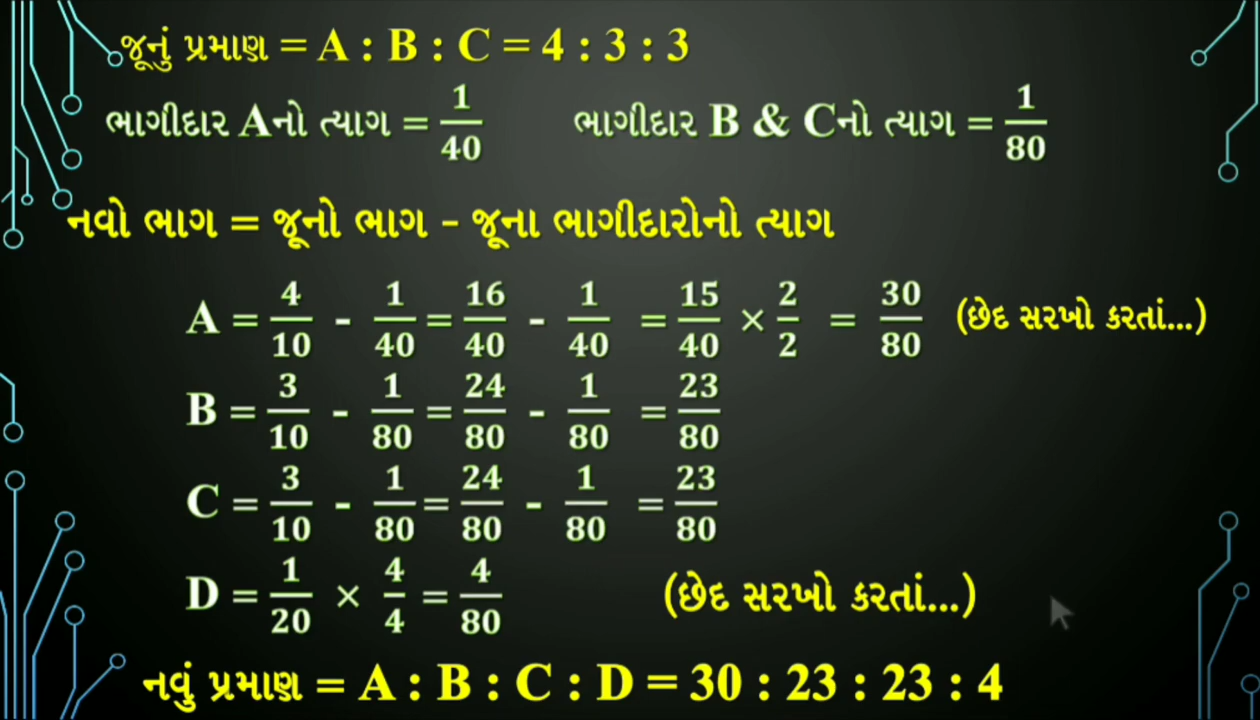 જૂનું પ્રમાણ = A : B : C = 4 : 3 : 3
ભાગીદાર Aનો ત્યાગ = 1/40 ભાગીદાર B & Cનો ત્યાગ = 1/80
નવો ભાગ = જૂનો ભાગ - જૂના ભાગીદારોનો ત્યાગ
A = 4/10 - 1/40 = 16/40 - 1/40 = 15/40 × 2/2 = 30/80 (છેદ સરખો કરતાં...)
B = 3/10 - 1/80 = 24/80 - 1/80 = 23/80
C = 3/10 - 1/80 = 24/80 - 1/80 = 23/80
D = 1/20 × 4/4 = 4/80 (છેદ સરખો કરતાં...)
નવું પ્રમાણ = A : B : C : D = 30 : 23 : 23 : 4